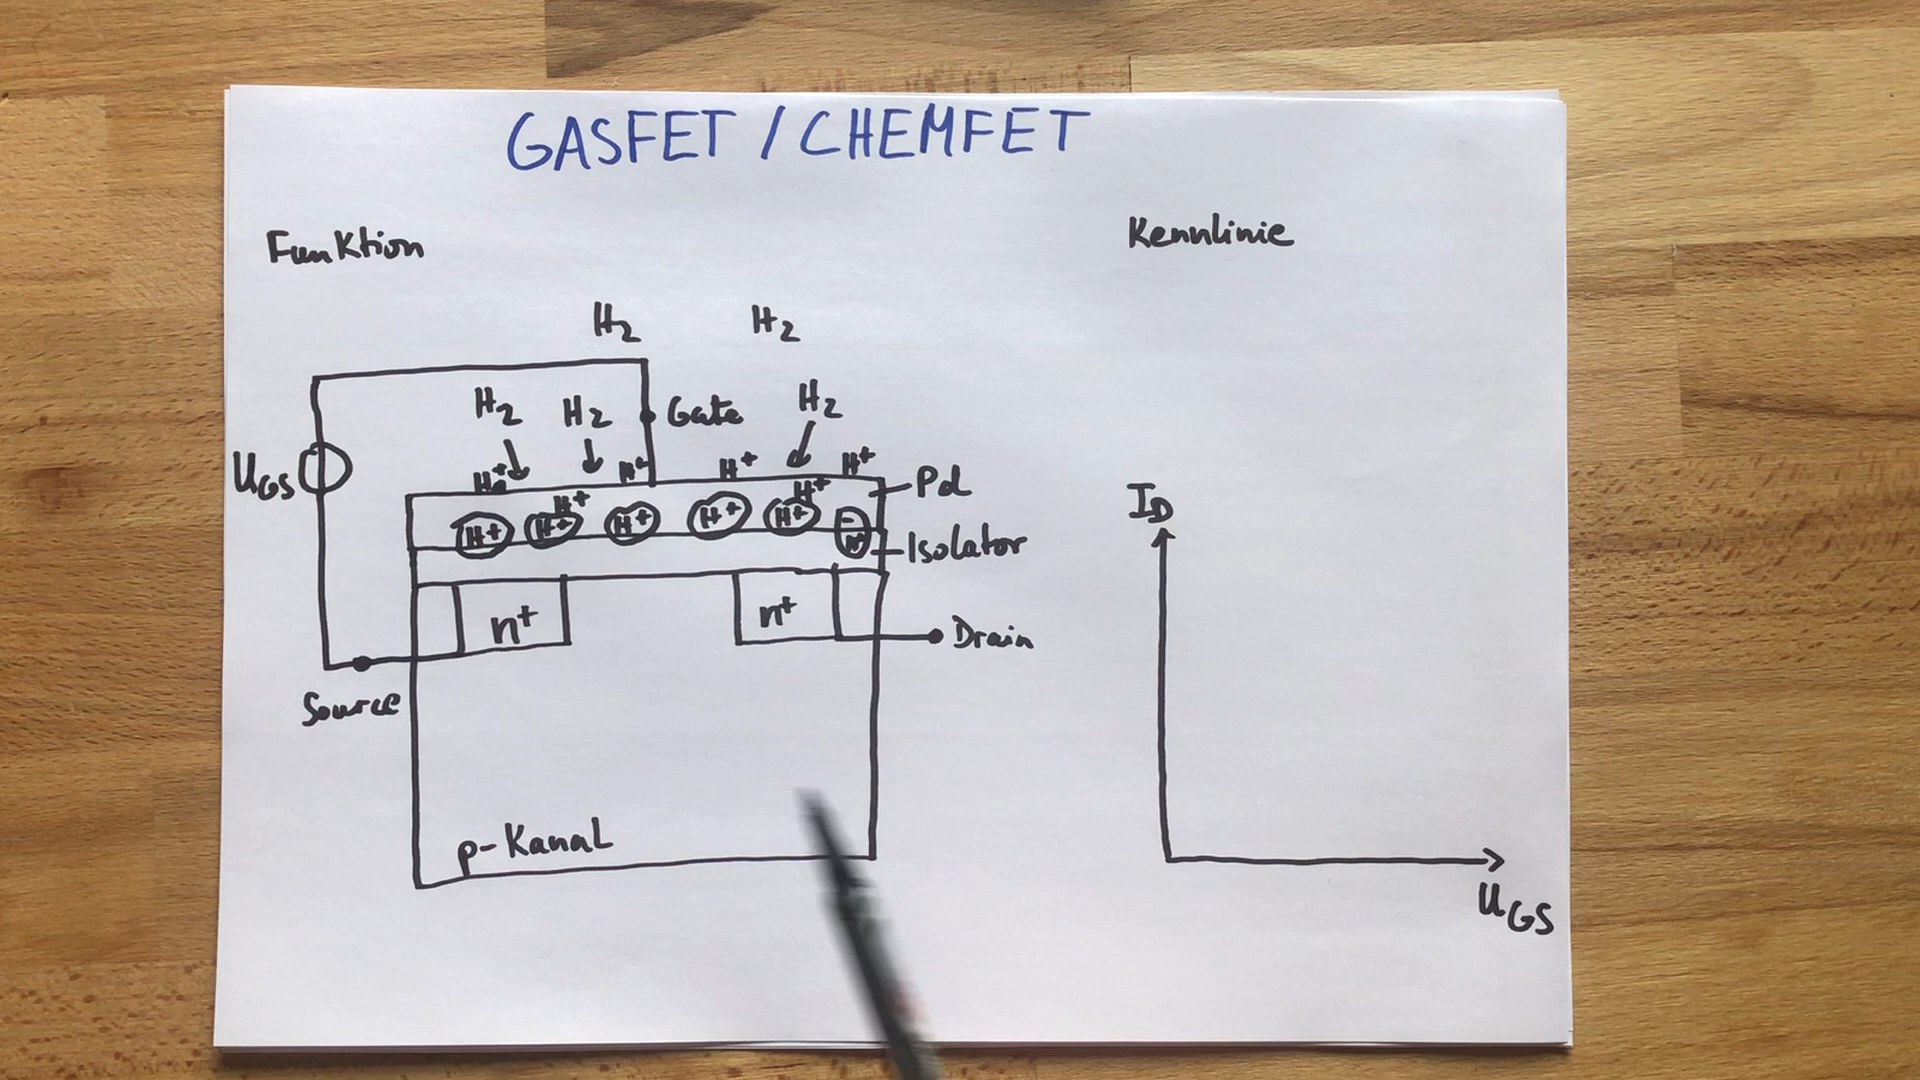 GASFET / CHEMFET
Funktion
Kennlinie
H2 H2
H2 H2 Gate H2
UGS
H+ H+ H+ H+
H+ H+
Pd
H+ H+ H+ H+ H+
Isolator
n+ n+
Drain
Source
p-Kanal
ID
UGS